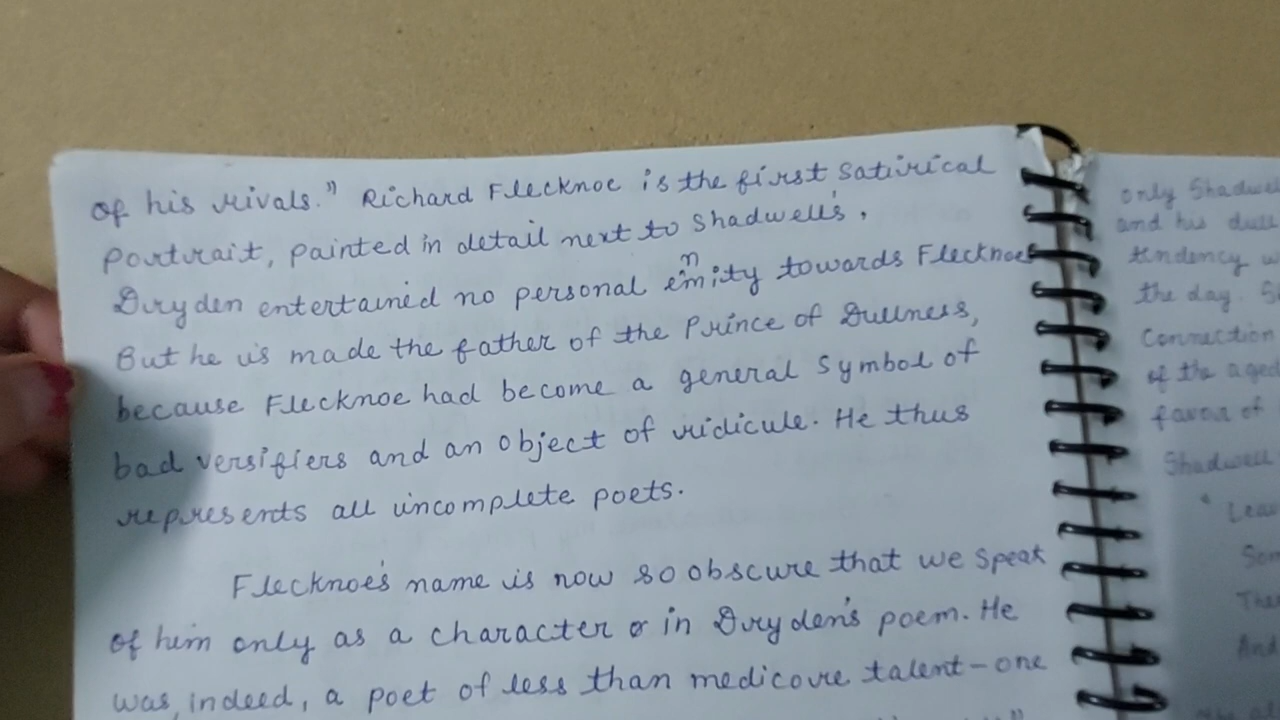 of his rivals." Richard Flecknoe is the first satirical
portrait, painted in detail next to Shadwell's.
Dryden entertained no personal enmity towards Flecknoe
But he is made the father of the Prince of Dullness,
because Flecknoe had become a general symbol of
bad versifiers and an object of ridicule. He thus
represents all uncomplete poets.
Flecknoe's name is now so obscure that we speak
of him only as a character or in Dryden's poem. He
was, indeed, a poet of less than medicore talent - one
only
and his
tendency
the day.
Connection
of the aged
favour of
Shadwell
And